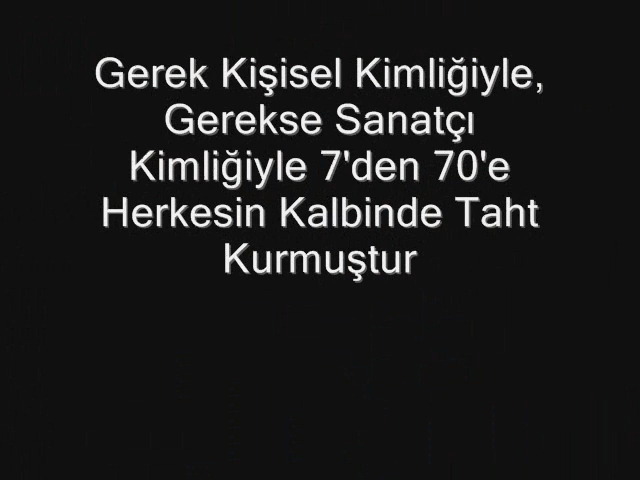 Gerek Kişisel Kimliğiyle,
Gerekse Sanatçı
Kimliğiyle 7'den 70'e
Herkesin Kalbinde Taht
Kurmuştur